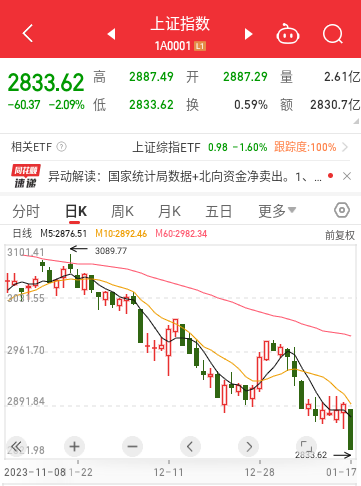 上证指数
1A0001 L1
2833.62 高 2887.49 开 2887.29 量 2.61亿
-60.37 -2.09% 低 2833.62 换 0.59% 额 2830.7亿
相关ETF ? 上证综指ETF 0.98 -1.60% 跟踪度:100%
同花顺 速递 异动解读：国家统计局数据+北向资金净卖出。1、...
分时 日K 周K 月K 五日 更多
日线 M5:2876.51 M10:2892.46 M60:2982.34 前复权
3101.41
3089.77
2961.70
2891.84
2833.62
2023-11-08 12-11 12-28 01-17